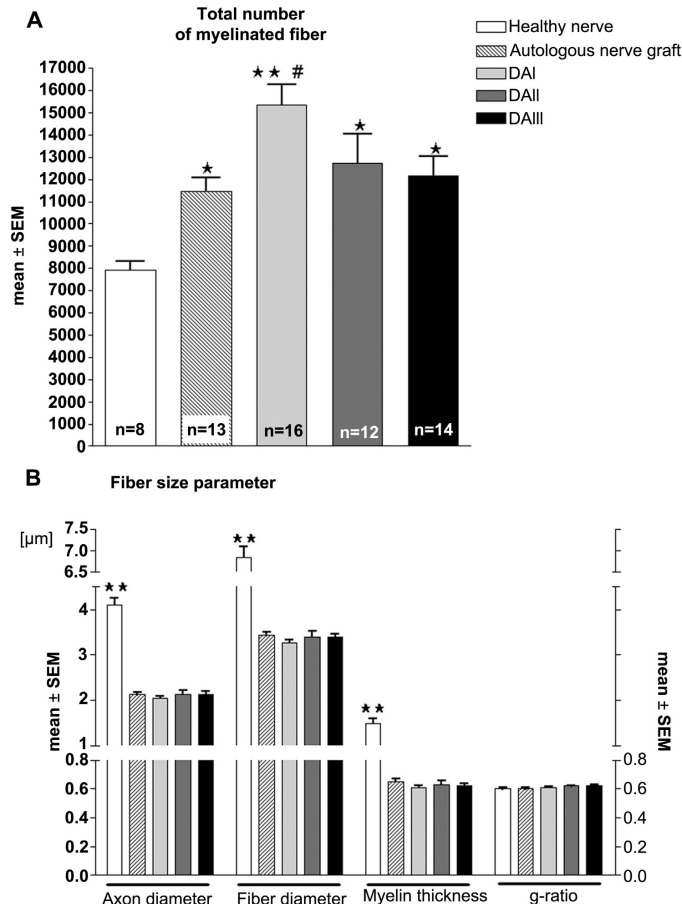 A
Total number
of myelinated fiber
Healthy nerve
Autologous nerve graft
DAI
DAII
DAIII
mean ± SEM
17000
16000
15000
14000
13000
12000
11000
10000
9000
8000
7000
6000
5000
4000
3000
2000
1000
0
★
★★ #
★
★
n=8
n=13
n=16
n=12
n=14
B
Fiber size parameter
[µm]
7.5
7.0
6.5
4
3
2
1
0.8
0.6
0.4
0.2
0.0
mean ± SEM
★★
★★
★★
mean ± SEM
0.8
0.6
0.4
0.2
0.0
Axon diameter
Fiber diameter
Myelin thickness
g-ratio